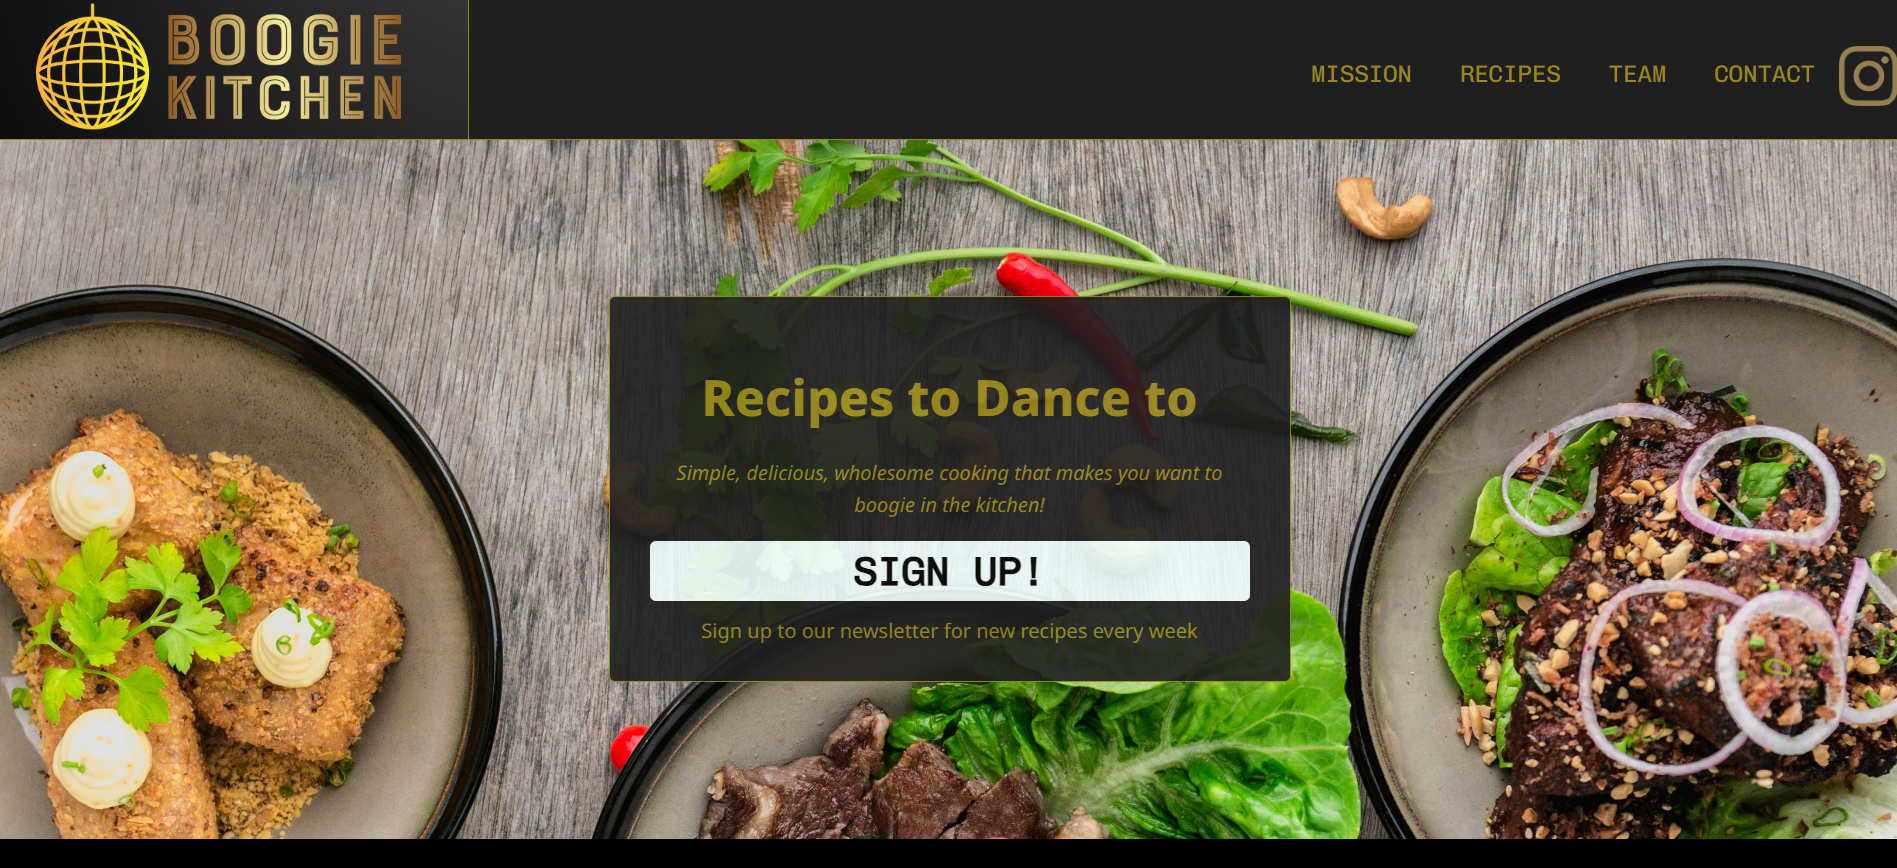 BOOGIE
KITCHEN
MISSION RECIPES TEAM CONTACT
Recipes to Dance to
Simple, delicious, wholesome cooking that makes you want to
boogie in the kitchen!
SIGN UP!
Sign up to our newsletter for new recipes every week